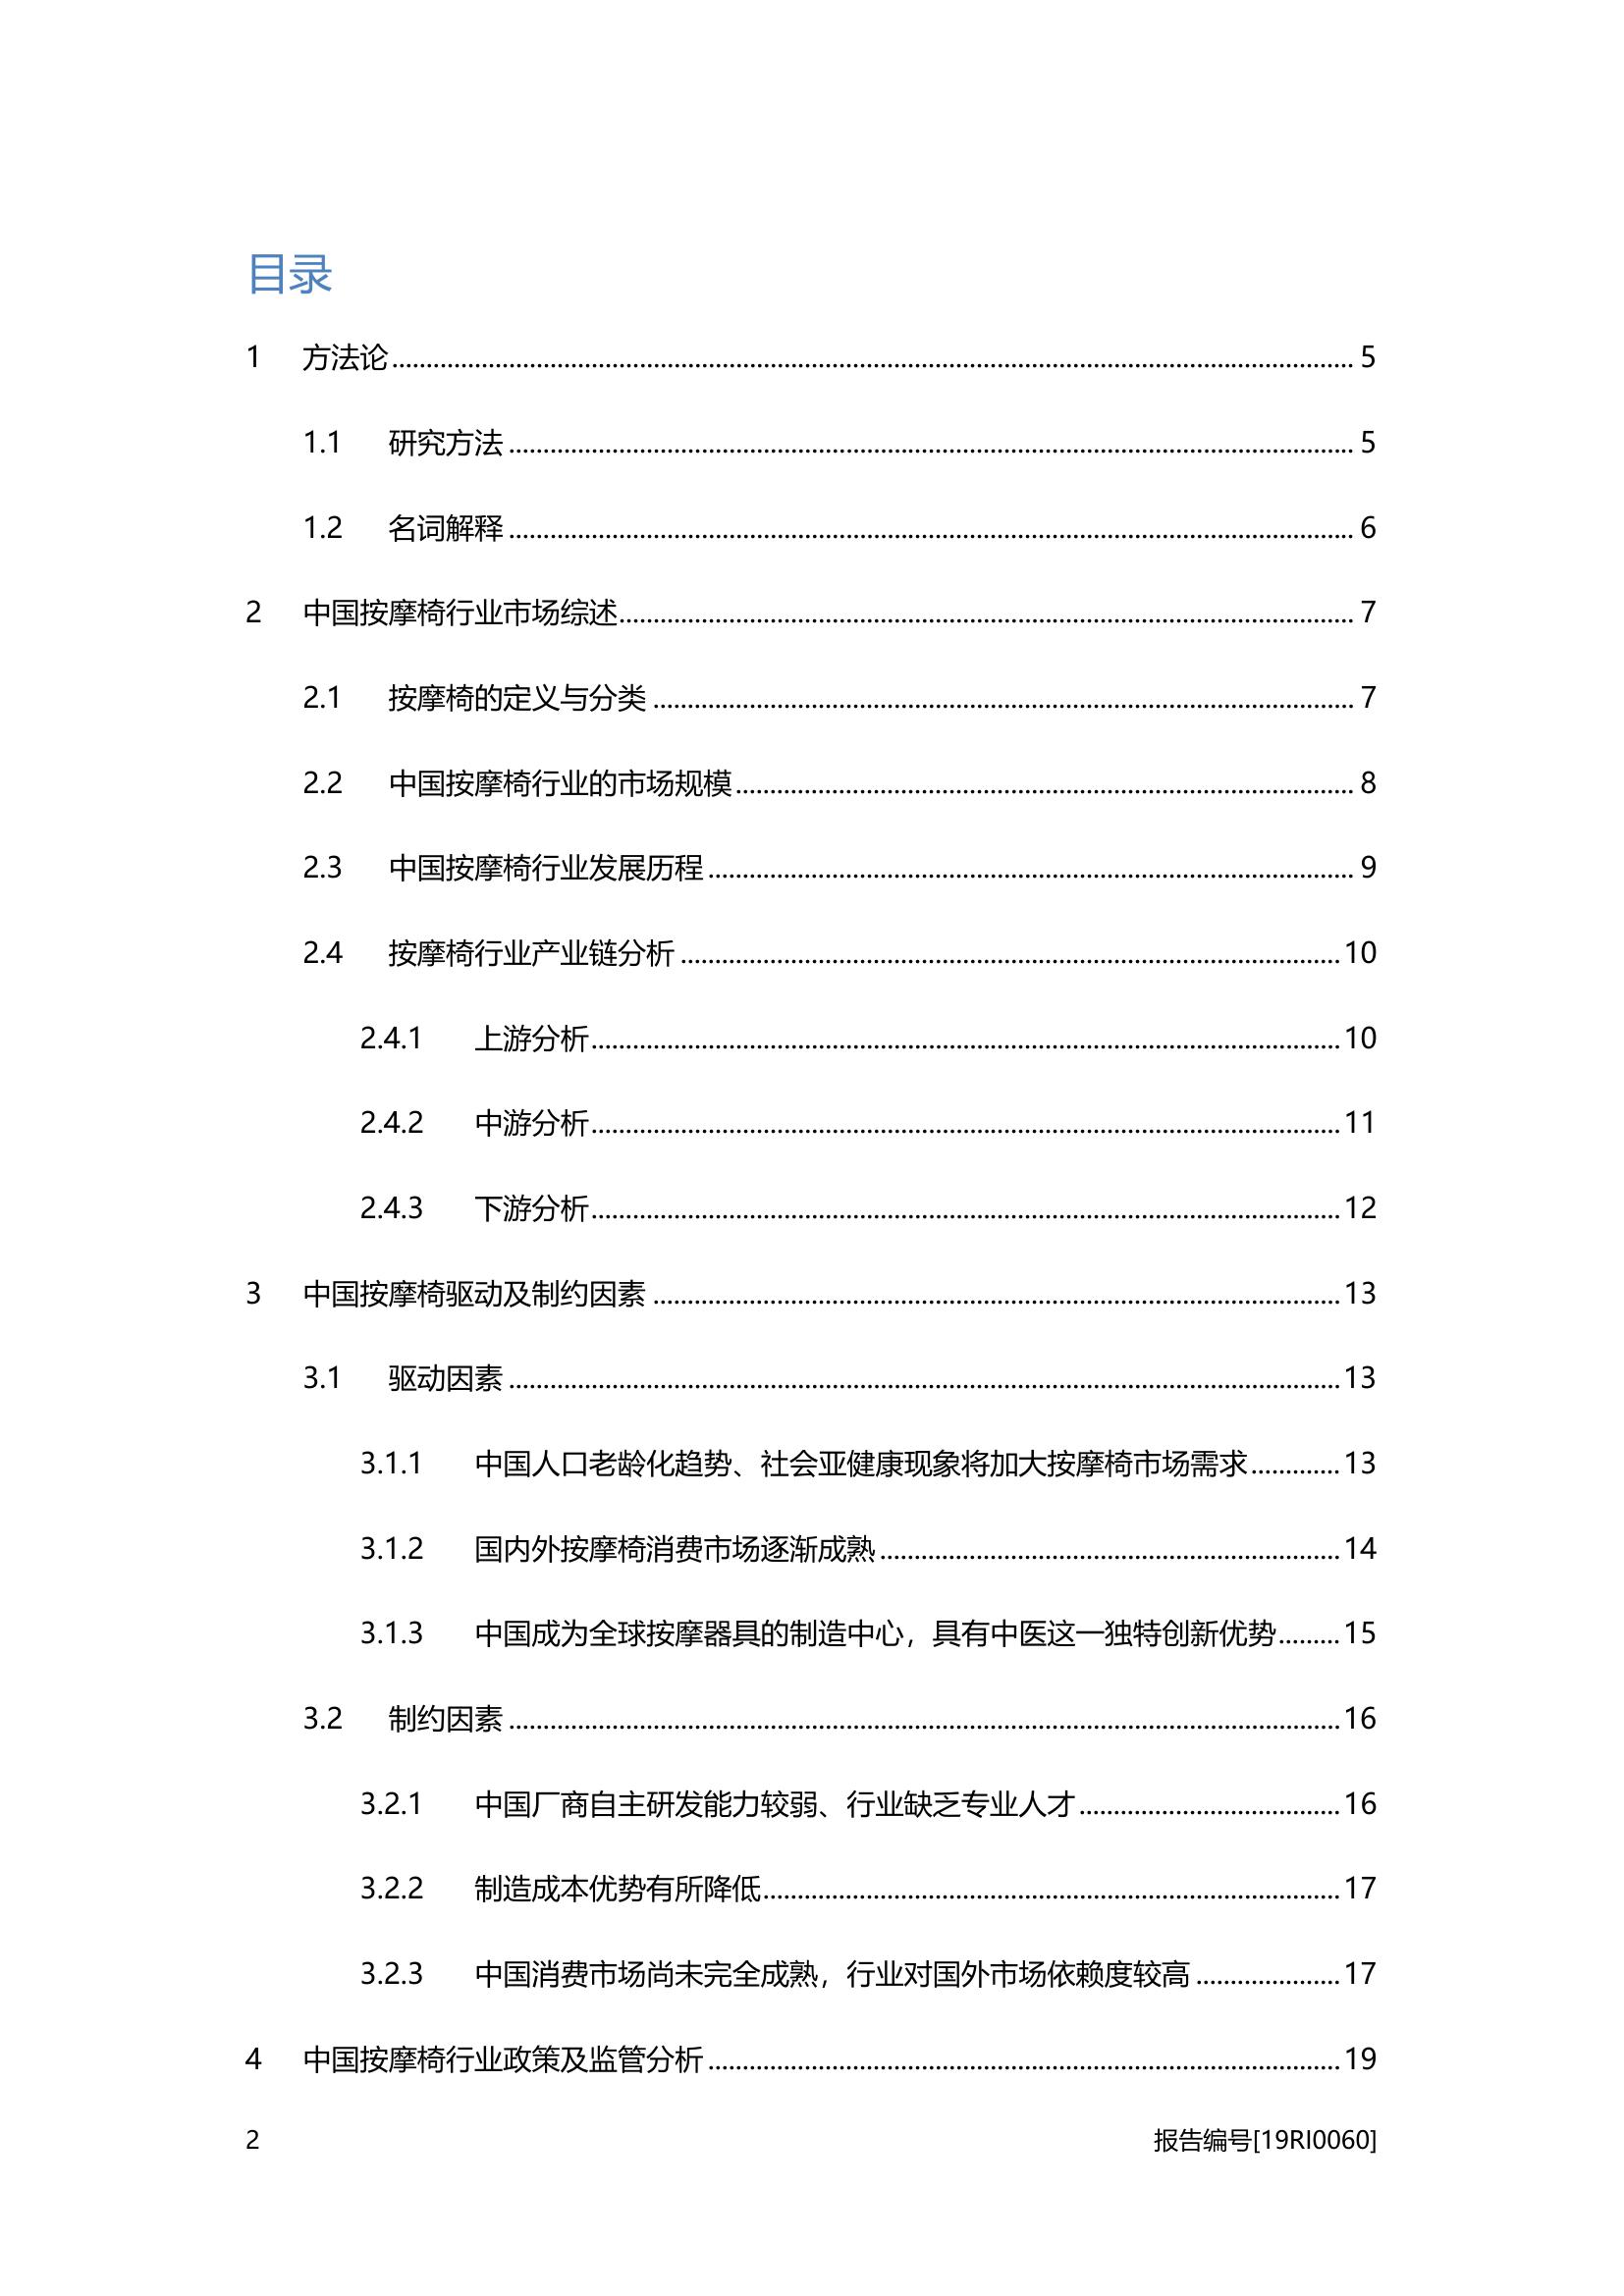 目录
1 方法论........................................ 5
1.1 研究方法........................................ 5
1.2 名词解释........................................ 6
2 中国按摩椅行业市场综述........................................ 7
2.1 按摩椅的定义与分类........................................ 7
2.2 中国按摩椅行业的市场规模........................................ 8
2.3 中国按摩椅行业发展历程........................................ 9
2.4 按摩椅行业产业链分析........................................ 10
2.4.1 上游分析........................................ 10
2.4.2 中游分析........................................ 11
2.4.3 下游分析........................................ 12
3 中国按摩椅驱动及制约因素........................................ 13
3.1 驱动因素........................................ 13
3.1.1 中国人口老龄化趋势、社会亚健康现象将加大按摩椅市场需求............. 13
3.1.2 国内外按摩椅消费市场逐渐成熟........................................ 14
3.1.3 中国成为全球按摩器具的制造中心，具有中医这一独特创新优势......... 15
3.2 制约因素........................................ 16
3.2.1 中国厂商自主研发能力较弱、行业缺乏专业人才...................................... 16
3.2.2 制造成本优势有所降低........................................ 17
3.2.3 中国消费市场尚未完全成熟，行业对国外市场依赖度较高..................... 17
4 中国按摩椅行业政策及监管分析........................................ 19
2 报告编号[19RI0060]